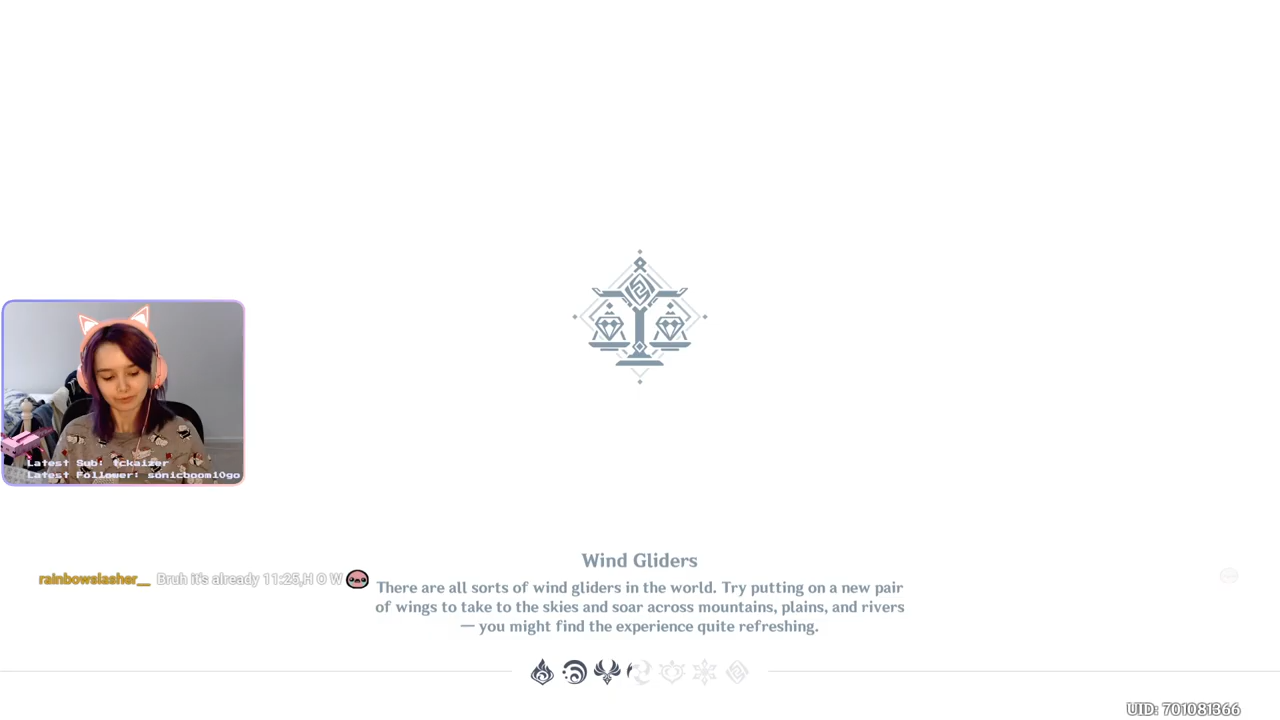 Latest Sub: fckaizer
Latest Follower: sonicboom10go
Wind Gliders
rainbowslasher__ Bruh it's already 11:25,H O W
There are all sorts of wind gliders in the world. Try putting on a new pair
of wings to take to the skies and soar across mountains, plains, and rivers
— you might find the experience quite refreshing.
UID: 701081366